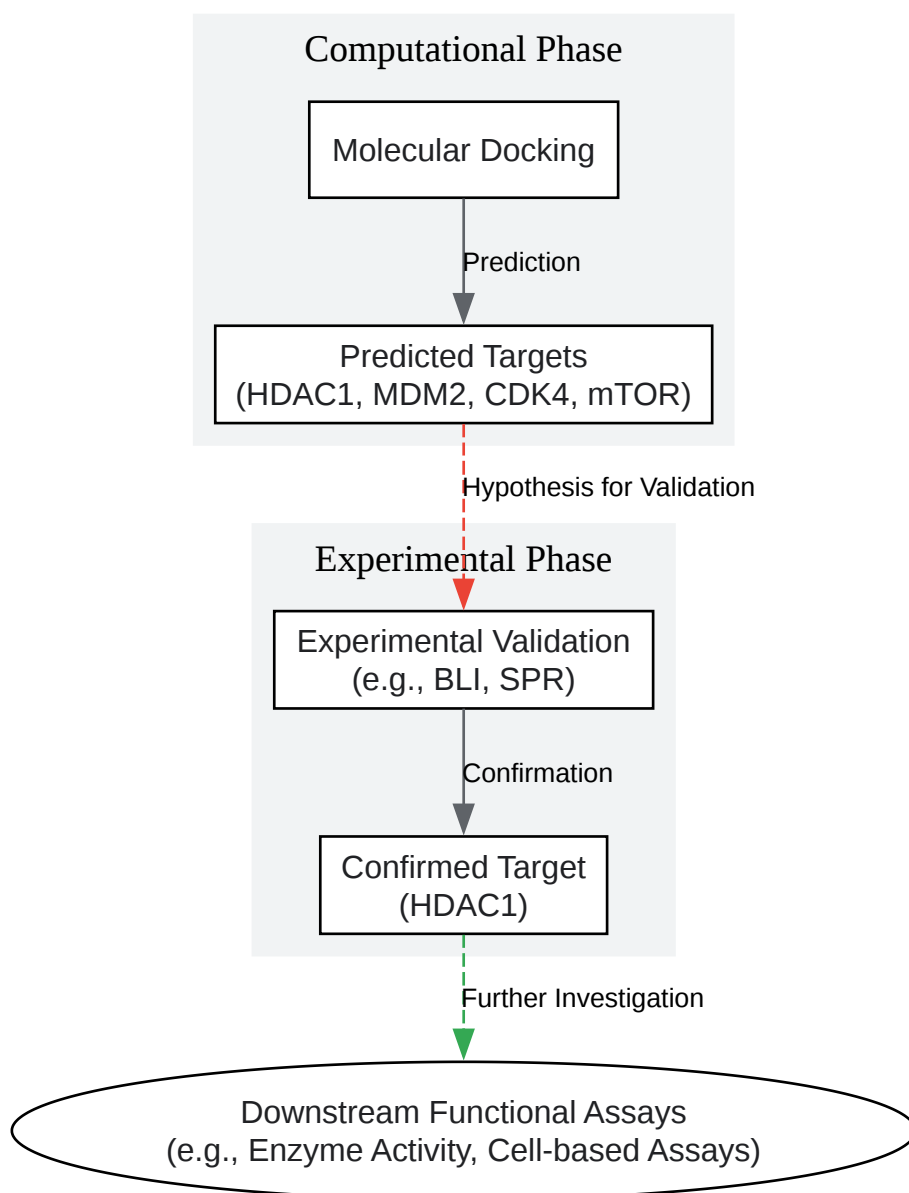 Computational Phase
Molecular Docking
Prediction
Predicted Targets
(HDAC1, MDM2, CDK4, mTOR)
Hypothesis for Validation
Experimental Phase
Experimental Validation
(e.g., BLI, SPR)
Confirmation
Confirmed Target
(HDAC1)
Further Investigation
Downstream Functional Assays
(e.g., Enzyme Activity, Cell-based Assays)